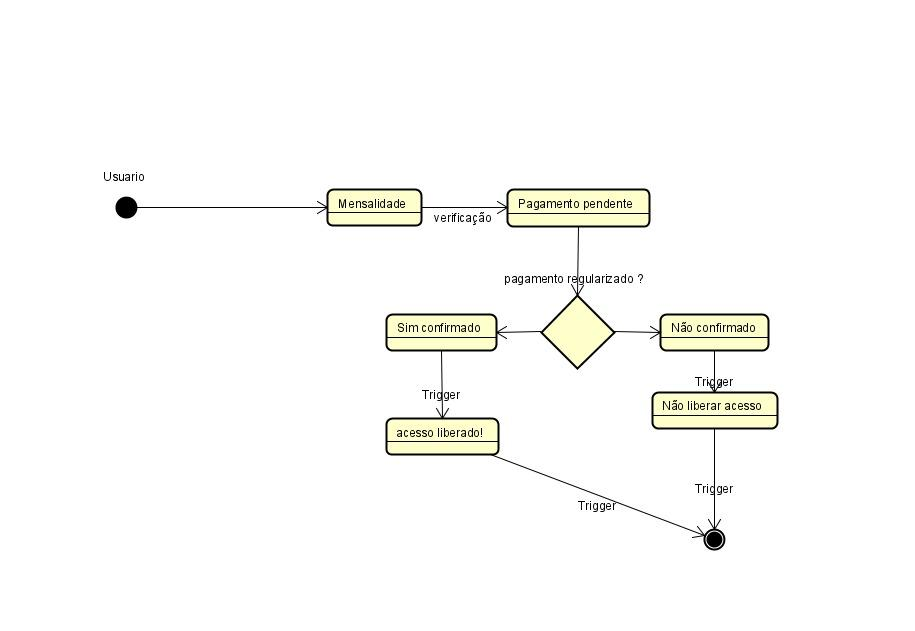 Usuario
Mensalidade
verificação
Pagamento pendente
pagamento regularizado ?
Sim confirmado
Não confirmado
Trigger
Trigger
Não liberar acesso
acesso liberado!
Trigger
Trigger